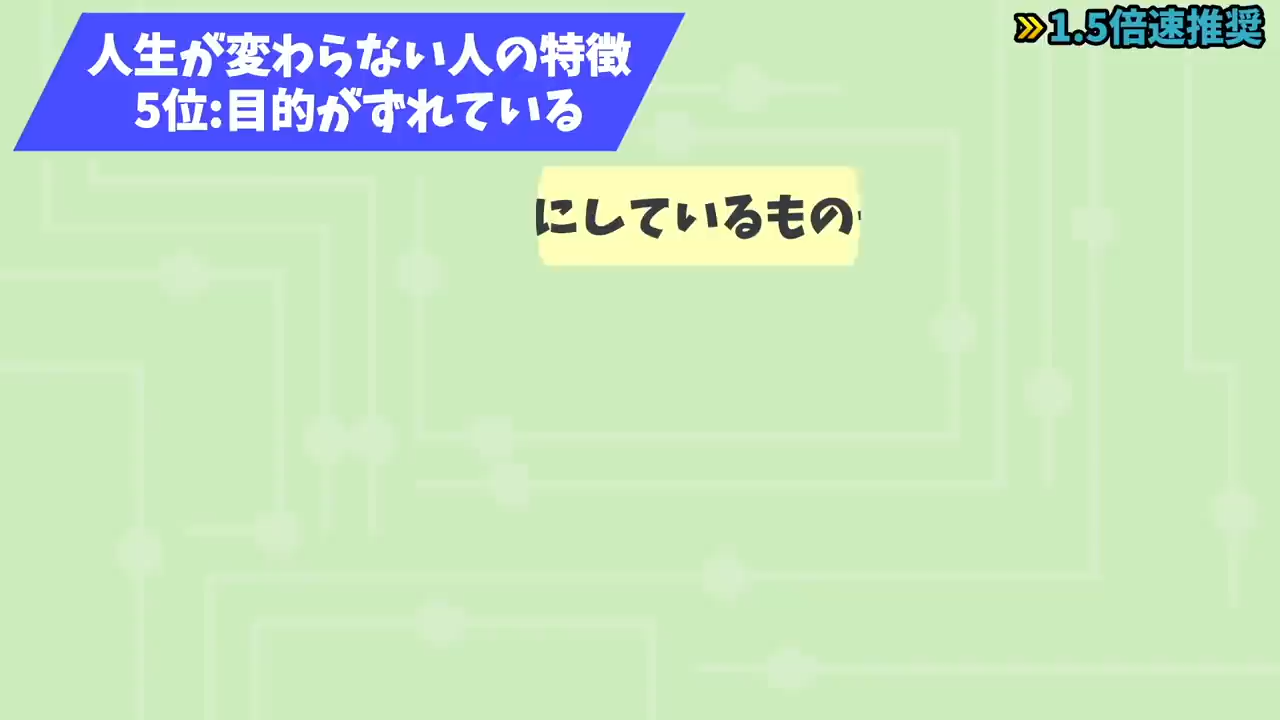 人生が変わらない人の特徴
5位:目的がずれている
1.5倍速推奨
にしているもの